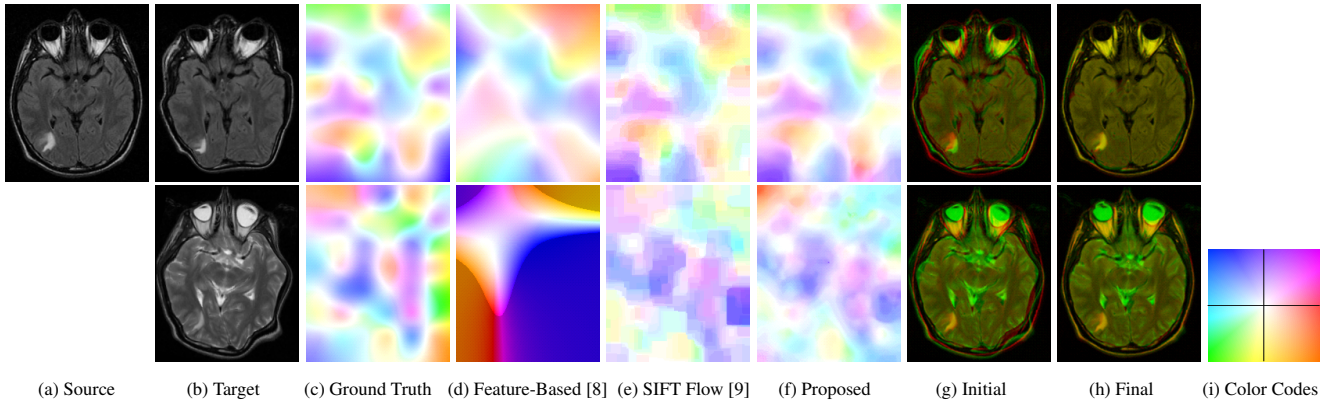 (a) Source (b) Target (c) Ground Truth (d) Feature-Based [8] (e) SIFT Flow [9] (f) Proposed (g) Initial (h) Final (i) Color Codes